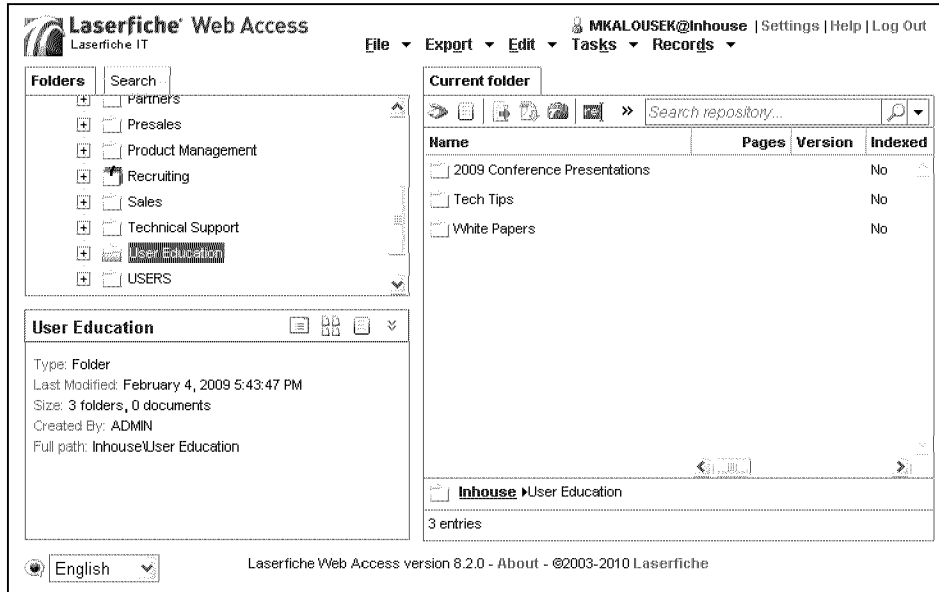 Laserfiche® Web Access
Laserfiche IT
MKALOUSEK@Inhouse | Settings | Help | Log Out
File Export Edit Tasks Records
Folders Search
Partners
Presales
Product Management
Recruiting
Sales
Technical Support
User Education
USERS
User Education
Type: Folder
Last Modified: February 4, 2009 5:43:47 PM
Size: 3 folders, 0 documents
Created By: ADMIN
Full path: Inhouse\User Education
Current folder
Search repository...
Name Pages Version Indexed
2009 Conference Presentations No
Tech Tips No
White Papers No
Inhouse User Education
3 entries
English
Laserfiche Web Access version 8.2.0 - About - ©2003-2010 Laserfiche